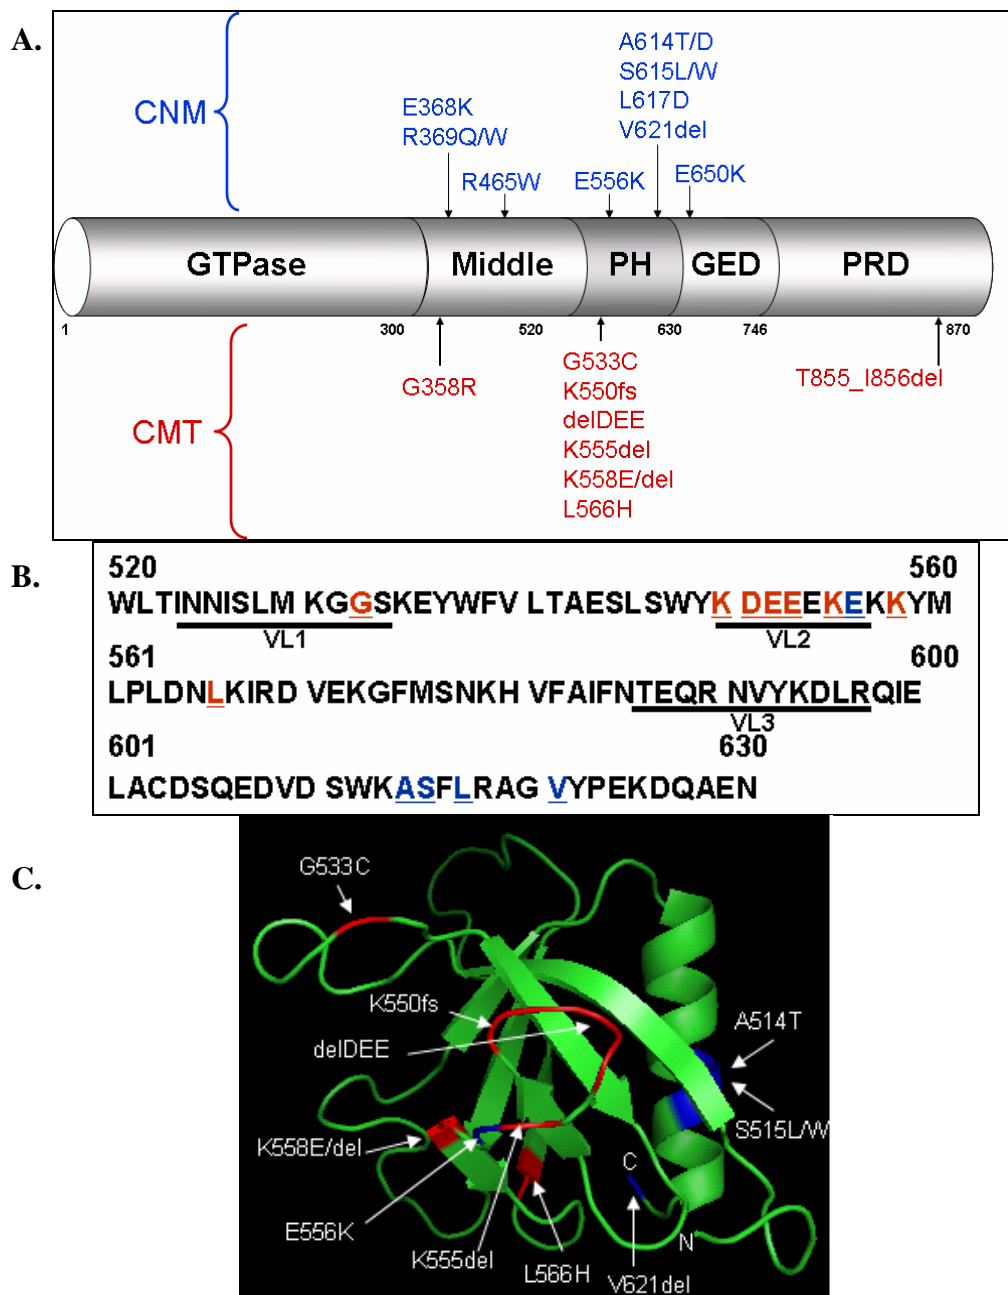 A.
CNM
A614T/D
S615L/W
L617D
V621del
E368K
R369Q/W
R465W
E556K
E650K
GTPase
Middle
PH
GED
PRD
1
300
520
630
746
870
CMT
G358R
G533C
K550fs
delDEE
K555del
K558E/del
L566H
T855_I856del
B.
520 560
WLTINNISLM KGGSKEYWFV LTAESLSWYK DEEEKEKKYM
VL1 VL2
561 600
LPLDNLKIRD VEKGFMSNKH VFAIFNTEQR NVYKDLRQIE
VL3
601 630
LACDSQEDVD SWKASFLRAG VYPEKDQAEN
C.
G533C
K550fs
delDEE
A514T
S515L/W
K558E/del
E556K
K555del
L566H
C
N
V621del